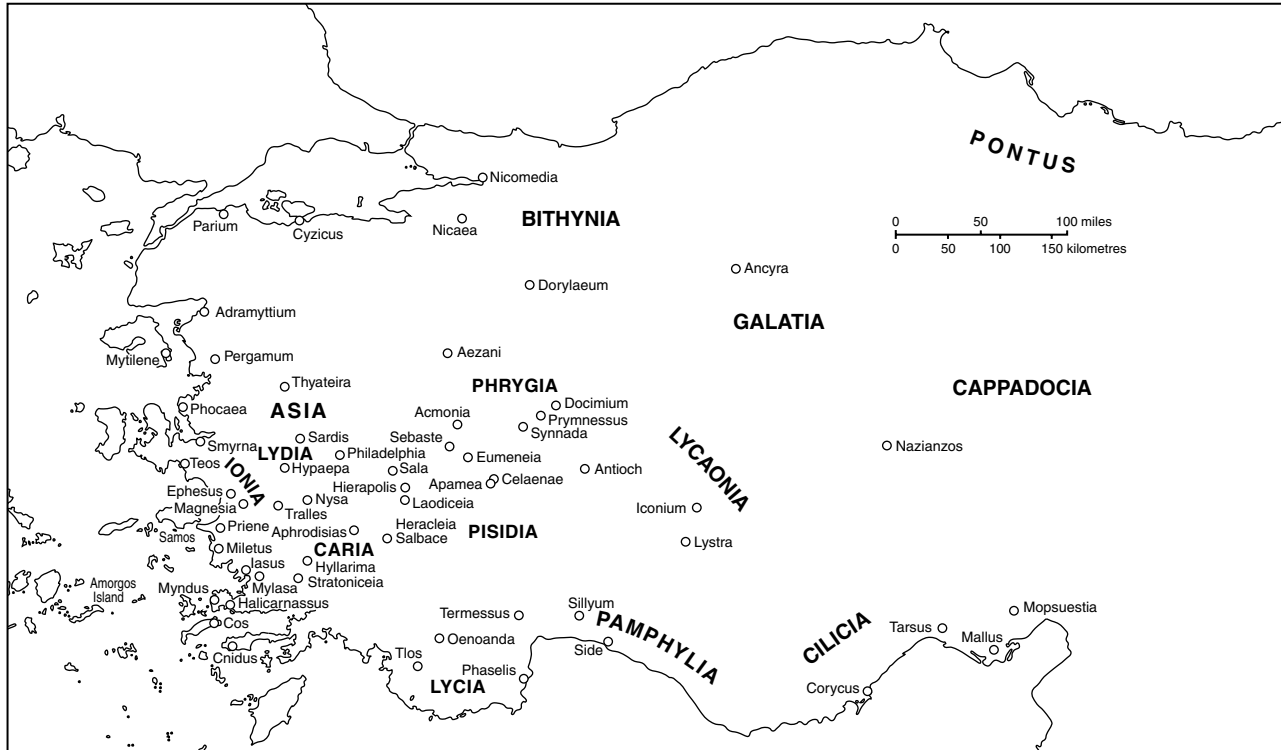 PONTUS
Nicomedia
Parium
Cyzicus
Nicaea
BITHYNIA
0 50 100 miles
0 50 100 150 kilometres
Ancyra
Dorylaeum
Adramyttium
GALATIA
Mytilene
Pergamum
Aezani
Thyateira
PHRYGIA
CAPPADOCIA
Phocaea
ASIA
Acmonia
Docimium
Prymnessus
Synnada
Smyrna
Sardis
Sebaste
LYDIA
Philadelphia
Eumeneia
LYCAONIA
Nazianzos
Teos
IONIA
Hypaepa
Sala
Antioch
Hierapolis
Apamea
Celaenae
Ephesus
Magnesia
Nysa
Laodiceia
Tralles
Iconium
Priene
Samos
Aphrodisias
Heracleia
Salbace
PISIDIA
Lystra
Miletus
CARIA
Iasus
Hyllarima
Amorgos
Island
Myndus
Mylasa
Stratoniceia
Halicarnassus
Cos
Termessus
Sillyum
PAMPHYLIA
CILICIA
Mopsuestia
Tarsus
Mallus
Cnidus
Oenoanda
Side
Tlos
Phaselis
LYCIA
Corycus